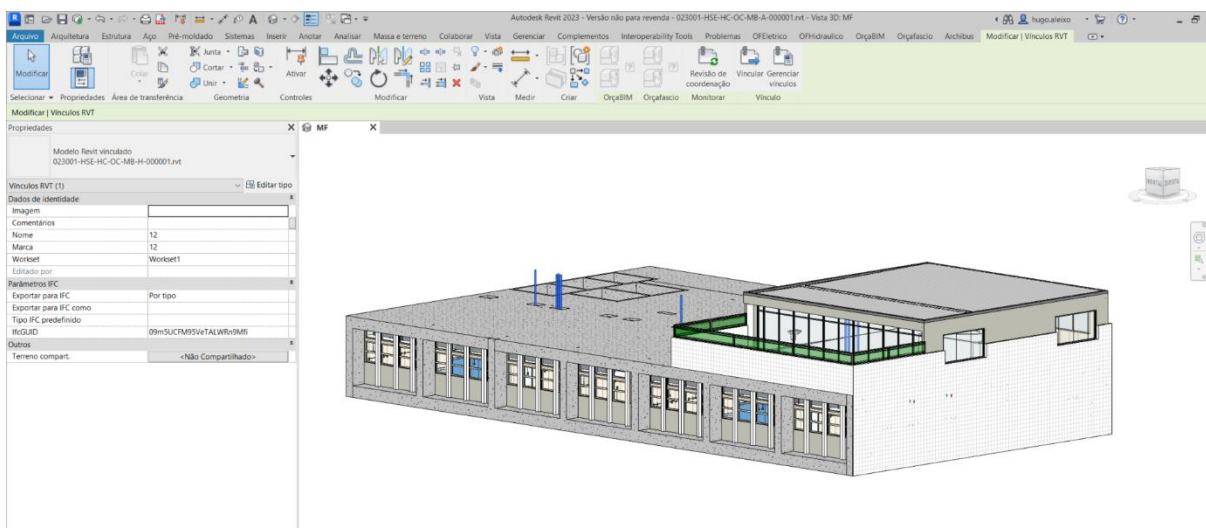 Autodesk Revit 2023 - Versão não para revenda - 023001-HSE-HC-OC-MB-A-000001.rvt - Vista 3D: MF
hugo.aleixo
Arquivo Arquitetura Estrutura Aço Pré-moldado Sistemas Inserir Anotar Analisar Massa e terreno Colaborar Vista Gerenciar Complementos Interoperability Tools Problemas OFEletrico OFHidraulico OrçaBIM Orçafascio Archibus Modificar | Vínculos RVT
Modificar
Colar
Junta
Cortar
Unir
Ativar
Revisão de coordenação
Vincular Gerenciar vínculos
Selecionar Propriedades Área de transferência Geometria Controles Modificar Vista Medir Criar OrçaBIM Orçafascio Monitorar Vínculo
Modificar | Vínculos RVT
Propriedades X MF X
Modelo Revit vinculado
023001-HSE-HC-OC-MB-H-000001.rvt
Vínculos RVT (1) Editar tipo
Dados de identidade
Imagem
Comentários
Nome 12
Marca 12
Workset Workset1
Editado por
Parâmetros IFC
Exportar para IFC Por tipo
Exportar para IFC como
Tipo IFC predefinido
IfcGUID 09m5UCFM95VeTALWRn9Mfi
Outros
Terreno compart. <Não Compartilhado>